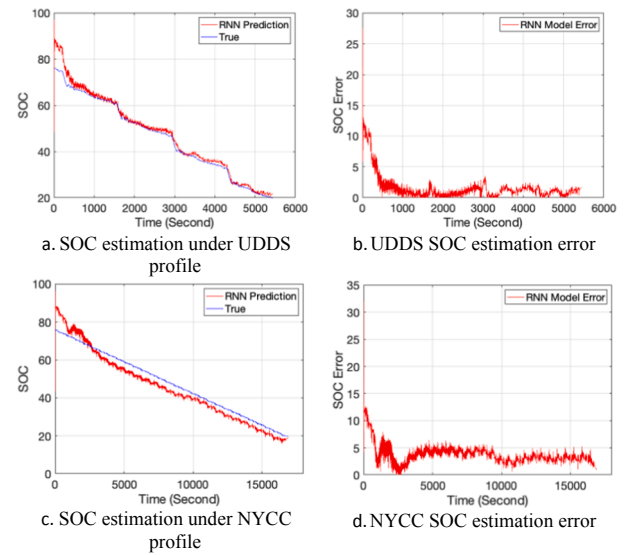 100
80
60
40
20
SOC
RNN Prediction
True
0 1000 2000 3000 4000 5000 6000
Time (Second)
a. SOC estimation under UDDS
profile
30
25
20
15
10
5
0
SOC Error
RNN Model Error
0 1000 2000 3000 4000 5000 6000
Time (Second)
b. UDDS SOC estimation error
100
80
60
40
20
0
SOC
RNN Prediction
True
0 5000 10000 15000
Time (Second)
c. SOC estimation under NYCC
profile
35
30
25
20
15
10
5
0
SOC Error
RNN Model Error
0 5000 10000 15000
Time (Second)
d. NYCC SOC estimation error